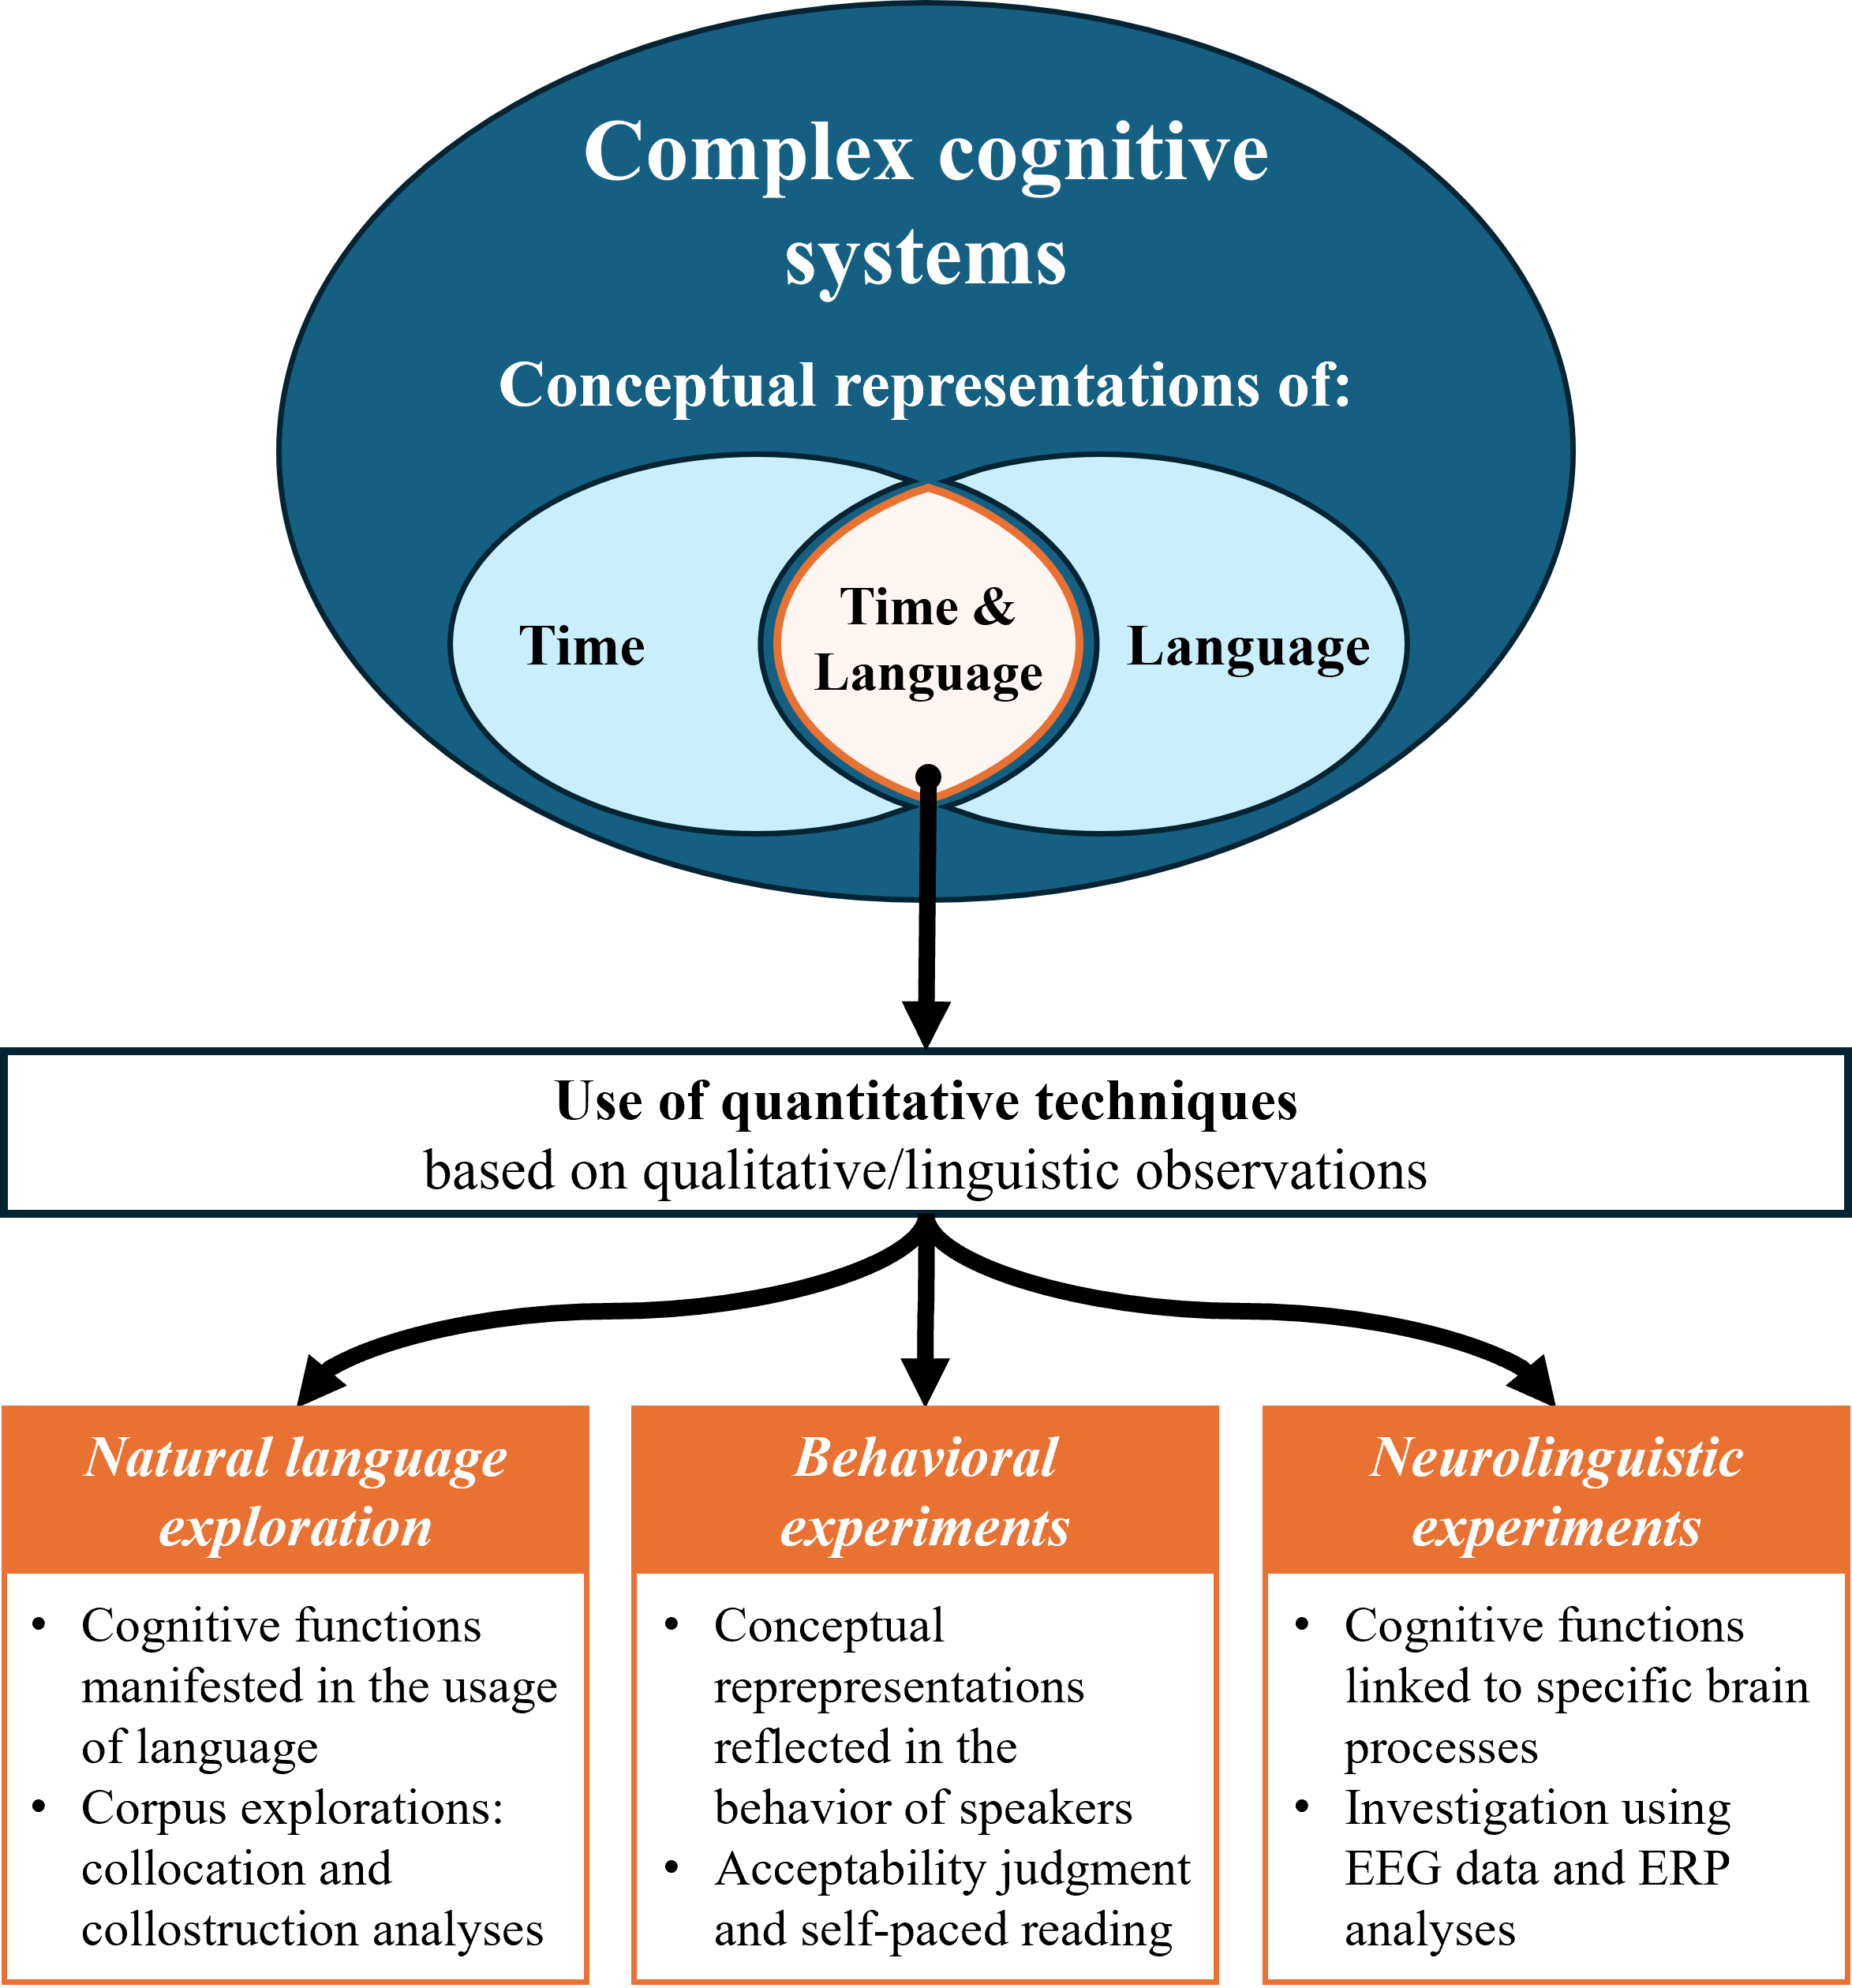 Complex cognitive
systems
Conceptual representations of:
Time
Time &
Language
Language
Use of quantitative techniques
based on qualitative/linguistic observations
Natural language
exploration
• Cognitive functions
manifested in the usage
of language
• Corpus explorations:
collocation and
collostruction analyses
Behavioral
experiments
• Conceptual
reprepresentations
reflected in the
behavior of speakers
• Acceptability judgment
and self-paced reading
Neurolinguistic
experiments
• Cognitive functions
linked to specific brain
processes
• Investigation using
EEG data and ERP
analyses